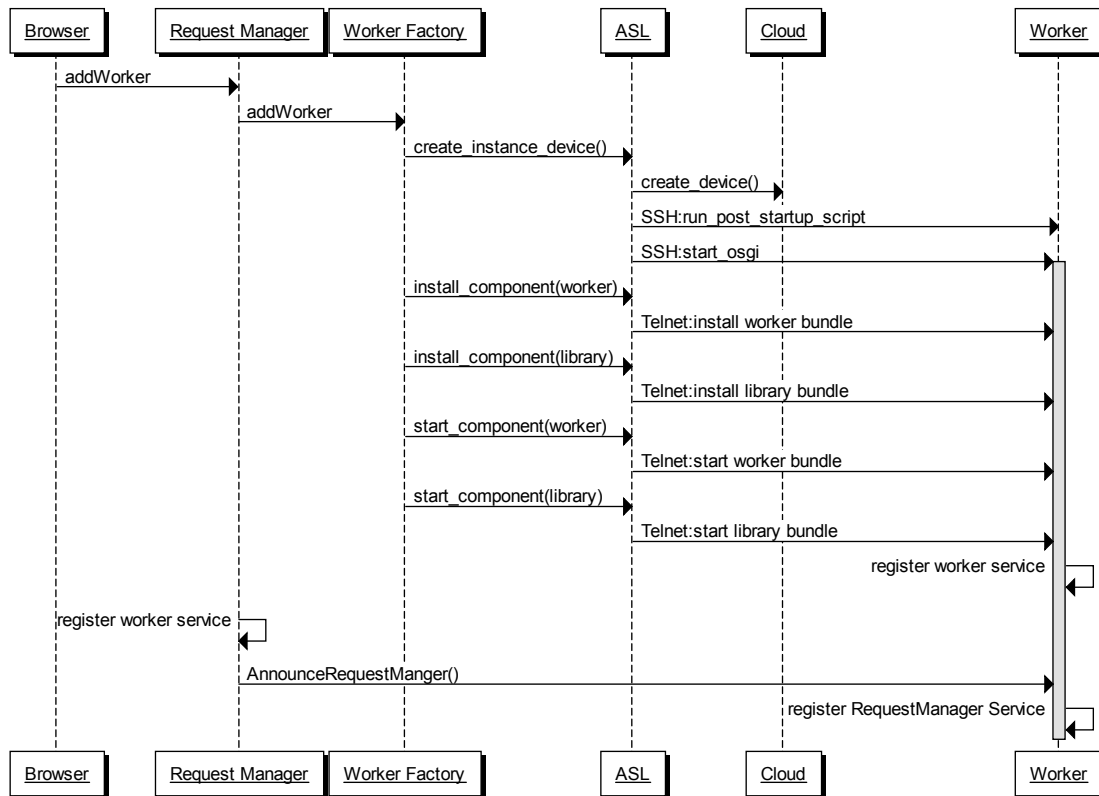 Browser
Request Manager
Worker Factory
ASL
Cloud
Worker
addWorker
addWorker
create_instance_device()
create_device()
SSH:run_post_startup_script
SSH:start_osgi
install_component(worker)
Telnet:install worker bundle
install_component(library)
Telnet:install library bundle
start_component(worker)
Telnet:start worker bundle
start_component(library)
Telnet:start library bundle
register worker service
register worker service
AnnounceRequestManger()
register RequestManager Service
Browser
Request Manager
Worker Factory
ASL
Cloud
Worker